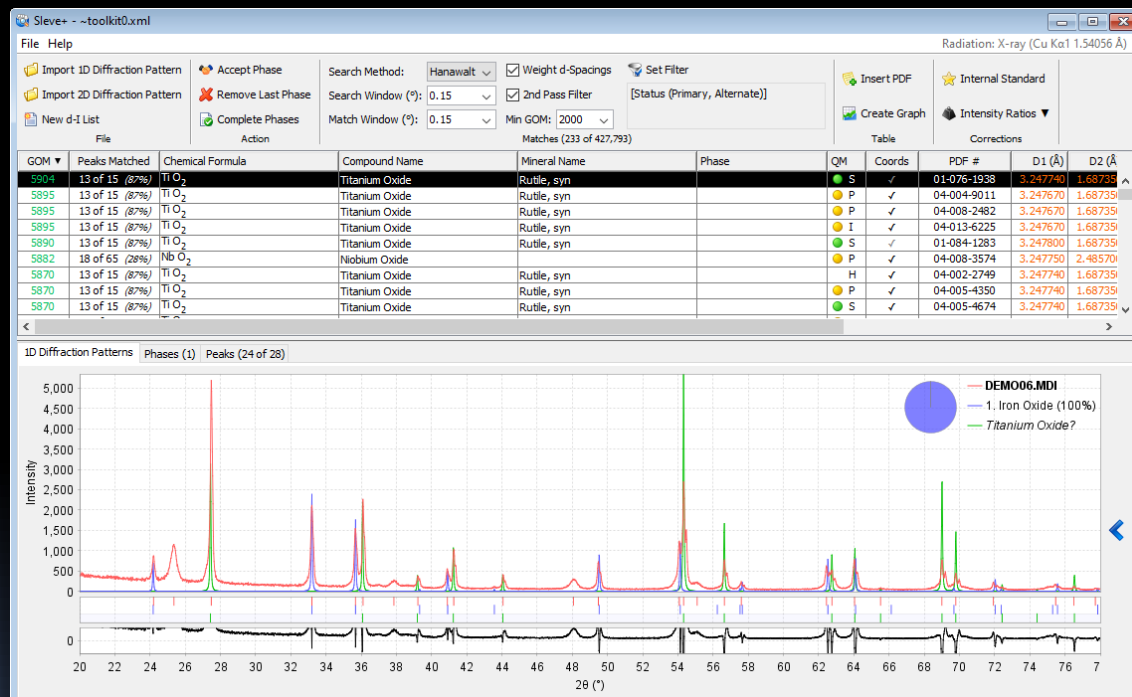 Sleve+ - ~toolkit0.xml
File Help
Radiation: X-ray (Cu Kα1 1.54056 Å)
Import 1D Diffraction Pattern
Import 2D Diffraction Pattern
New d-I List
File
Accept Phase
Remove Last Phase
Complete Phases
Action
Search Method: Hanawalt
Search Window (°): 0.15
Match Window (°): 0.15
Weight d-Spacings
2nd Pass Filter
Min GOM: 2000
Set Filter
[Status (Primary, Alternate)]
Matches (233 of 427,793)
Insert PDF
Create Graph
Table
Internal Standard
Intensity Ratios ▼
Corrections
GOM ▼ Peaks Matched Chemical Formula Compound Name Mineral Name Phase QM Coords PDF # D1 (Å) D2 (Å
5904 13 of 15 (87%) Ti O2 Titanium Oxide Rutile, syn S ✓ 01-076-1938 3.247740 1.68735
5895 13 of 15 (87%) Ti O2 Titanium Oxide Rutile, syn P ✓ 04-004-9011 3.247670 1.68735
5895 13 of 15 (87%) Ti O2 Titanium Oxide Rutile, syn P ✓ 04-008-2482 3.247670 1.68735
5895 13 of 15 (87%) Ti O2 Titanium Oxide Rutile, syn I ✓ 04-013-6225 3.247670 1.68735
5890 13 of 15 (87%) Ti O2 Titanium Oxide Rutile, syn S ✓ 01-084-1283 3.247800 1.68735
5882 18 of 65 (28%) Nb O2 Niobium Oxide P ✓ 04-008-3574 3.247750 2.48570
5870 13 of 15 (87%) Ti O2 Titanium Oxide Rutile, syn H ✓ 04-002-2749 3.247740 1.68735
5870 13 of 15 (87%) Ti O2 Titanium Oxide Rutile, syn P ✓ 04-005-4350 3.247740 1.68735
5870 13 of 15 (87%) Ti O2 Titanium Oxide Rutile, syn S ✓ 04-005-4674 3.247740 1.68735
1D Diffraction Patterns Phases (1) Peaks (24 of 28)
DEMO06.MDI
1. Iron Oxide (100%)
Titanium Oxide?
Intensity
5,000
4,500
4,000
3,500
3,000
2,500
2,000
1,500
1,000
500
0
0
20 22 24 26 28 30 32 34 36 38 40 42 44 46 48 50 52 54 56 58 60 62 64 66 68 70 72 74 76 7
2θ (°)